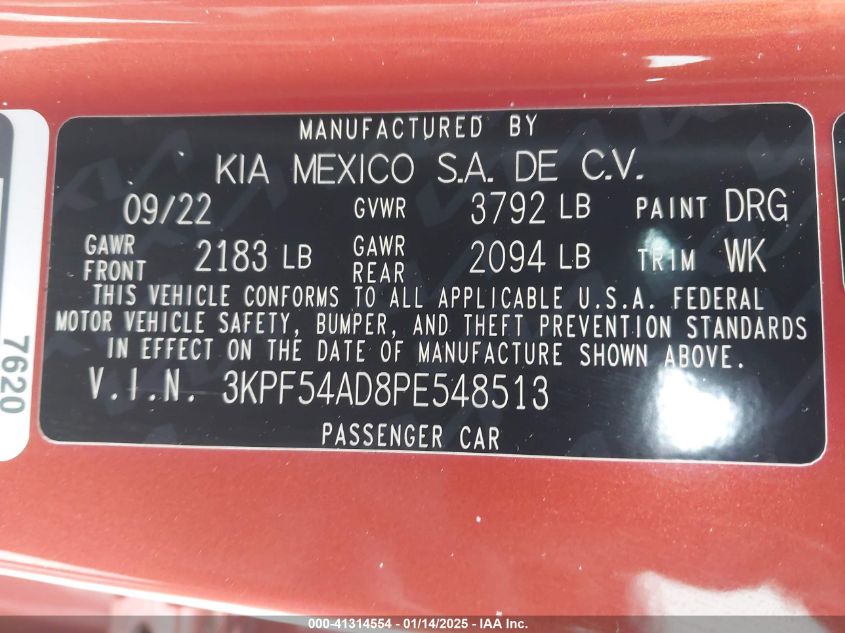 MANUFACTURED BY
KIA MEXICO S.A. DE C.V.
09/22 GVWR 3792 LB PAINT DRG
GAWR FRONT 2183 LB GAWR REAR 2094 LB TRIM WK
THIS VEHICLE CONFORMS TO ALL APPLICABLE U.S.A. FEDERAL
MOTOR VEHICLE SAFETY, BUMPER, AND THEFT PREVENTION STANDARDS
IN EFFECT ON THE DATE OF MANUFACTURE SHOWN ABOVE.
V.I.N. 3KPF54AD8PE548513
PASSENGER CAR
7620
000-41314554 / 01/14/2025 - IAA Inc.